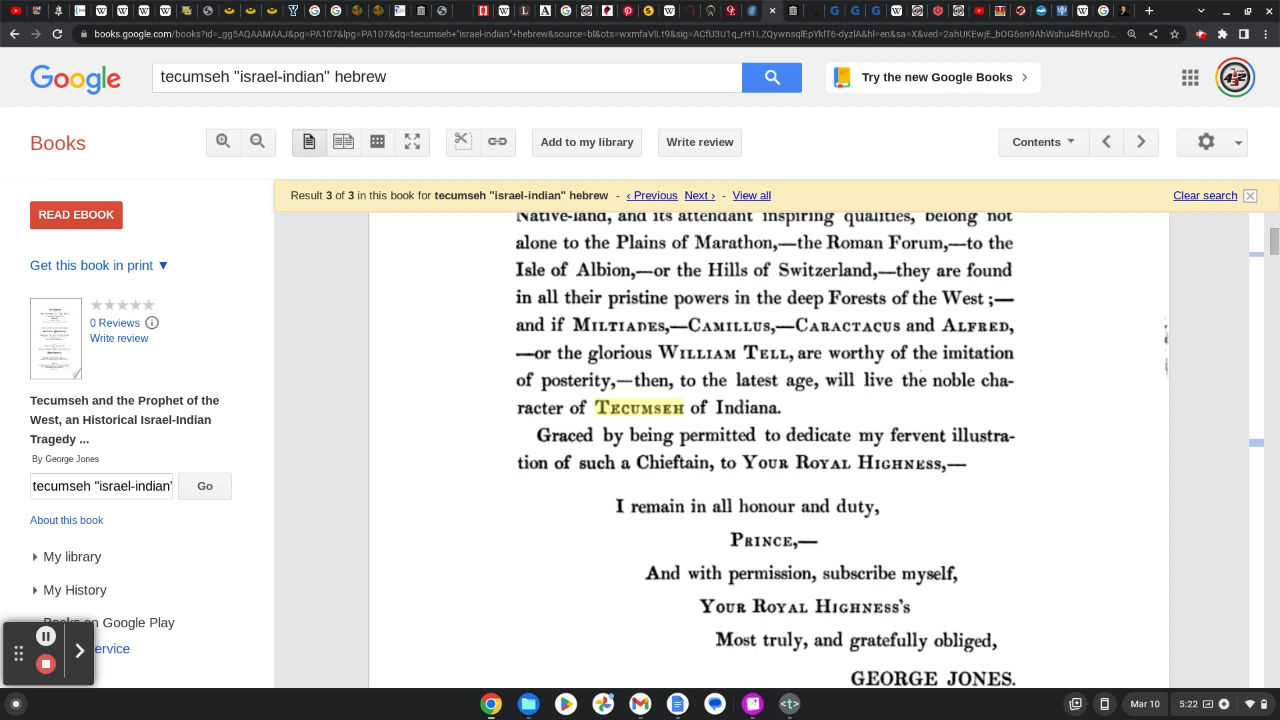 books.google.com/books?id=_gg5AQAAMAAJ&pg=PA107&lpg=PA107&dq=tecumseh+"israel-indian"+hebrew&source=bl&ots=
Google
tecumseh "israel-indian" hebrew
Try the new Google Books
Books
Add to my library
Write review
Contents
Result 3 of 3 in this book for tecumseh "israel-indian" hebrew - ‹ Previous Next › - View all
Clear search
READ EBOOK
Get this book in print ▼
0 Reviews
Write review
Tecumseh and the Prophet of the
West, an Historical Israel-Indian
Tragedy ...
By George Jones
tecumseh "israel-indian"
Go
About this book
My library
My History
Books on Google Play
ervice
Native-land, and its attendant inspiring qualities, belong not
alone to the Plains of Marathon,—the Roman Forum,—to the
Isle of Albion,—or the Hills of Switzerland,—they are found
in all their pristine powers in the deep Forests of the West ;—
and if MILTIADES,—CAMILLUS,—CARACTACUS and ALFRED,
—or the glorious WILLIAM TELL, are worthy of the imitation
of posterity,—then, to the latest age, will live the noble cha-
racter of TECUMSEH of Indiana.
Graced by being permitted to dedicate my fervent illustra-
tion of such a Chieftain, to YOUR ROYAL HIGHNESS,—
I remain in all honour and duty,
PRINCE,—
And with permission, subscribe myself,
YOUR ROYAL HIGHNESS'S
Most truly, and gratefully obliged,
GEORGE JONES.
Mar 10
5:22